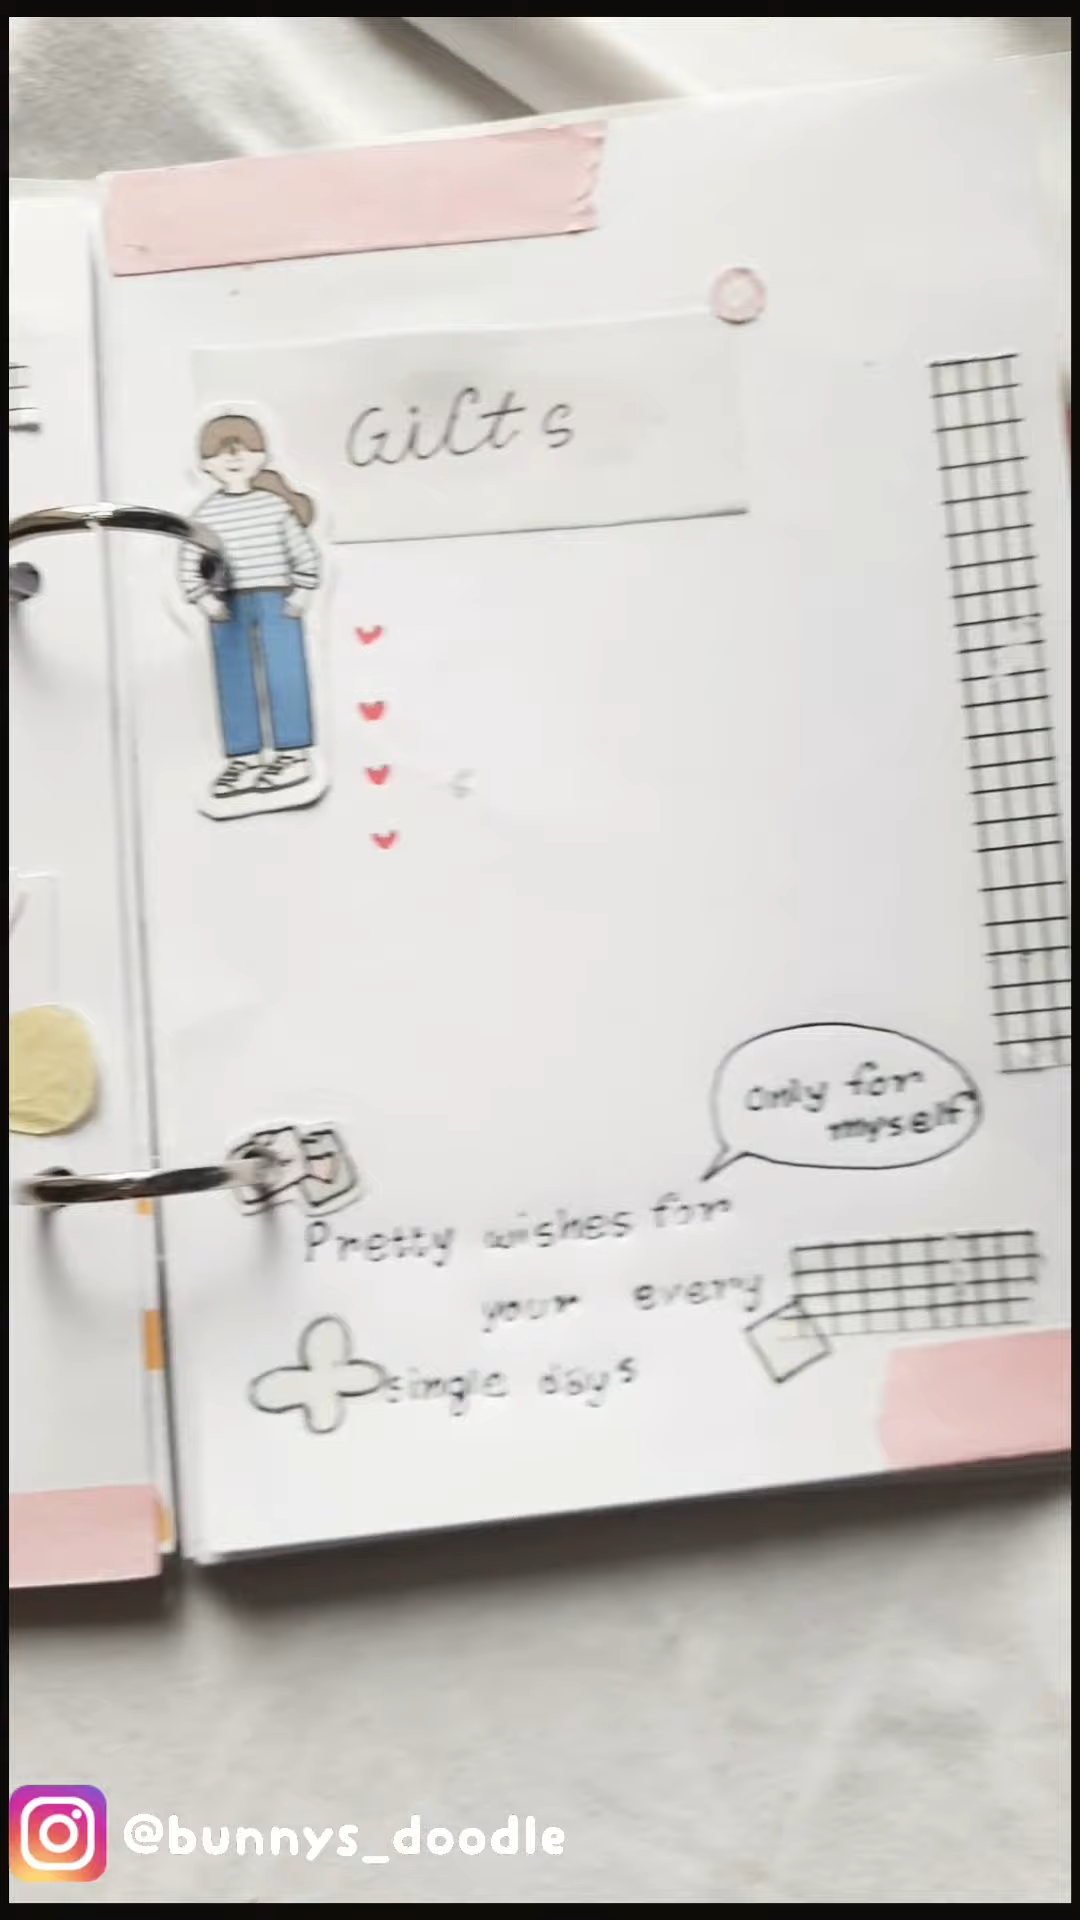 Gifts
only for
myself
Pretty wishes for
your every
single days
@bunnys_doodle